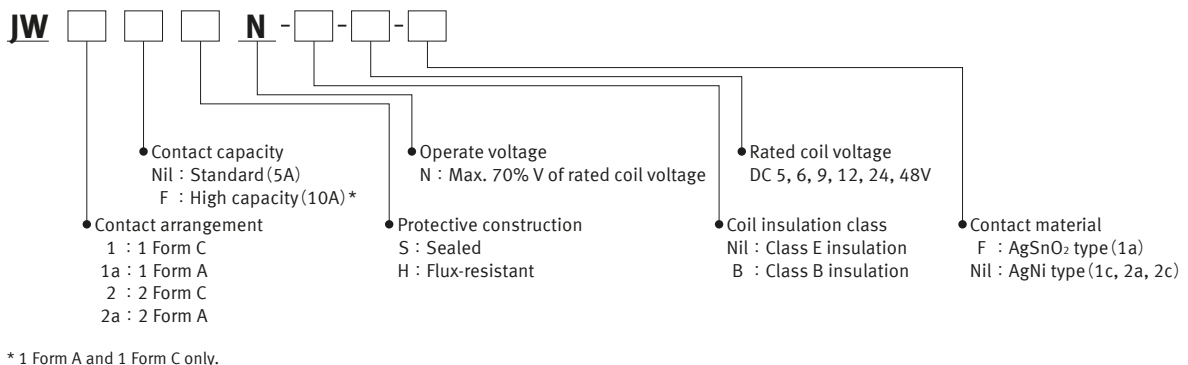 JW N - - -
Contact capacity
Nil : Standard (5A)
F : High capacity (10A) *
Operate voltage
N : Max. 70% V of rated coil voltage
Rated coil voltage
DC 5, 6, 9, 12, 24, 48V
Contact arrangement
1 : 1 Form C
1a : 1 Form A
2 : 2 Form C
2a : 2 Form A
Protective construction
S : Sealed
H : Flux-resistant
Coil insulation class
Nil : Class E insulation
B : Class B insulation
Contact material
F : AgSnO₂ type (1a)
Nil : AgNi type (1c, 2a, 2c)
* 1 Form A and 1 Form C only.